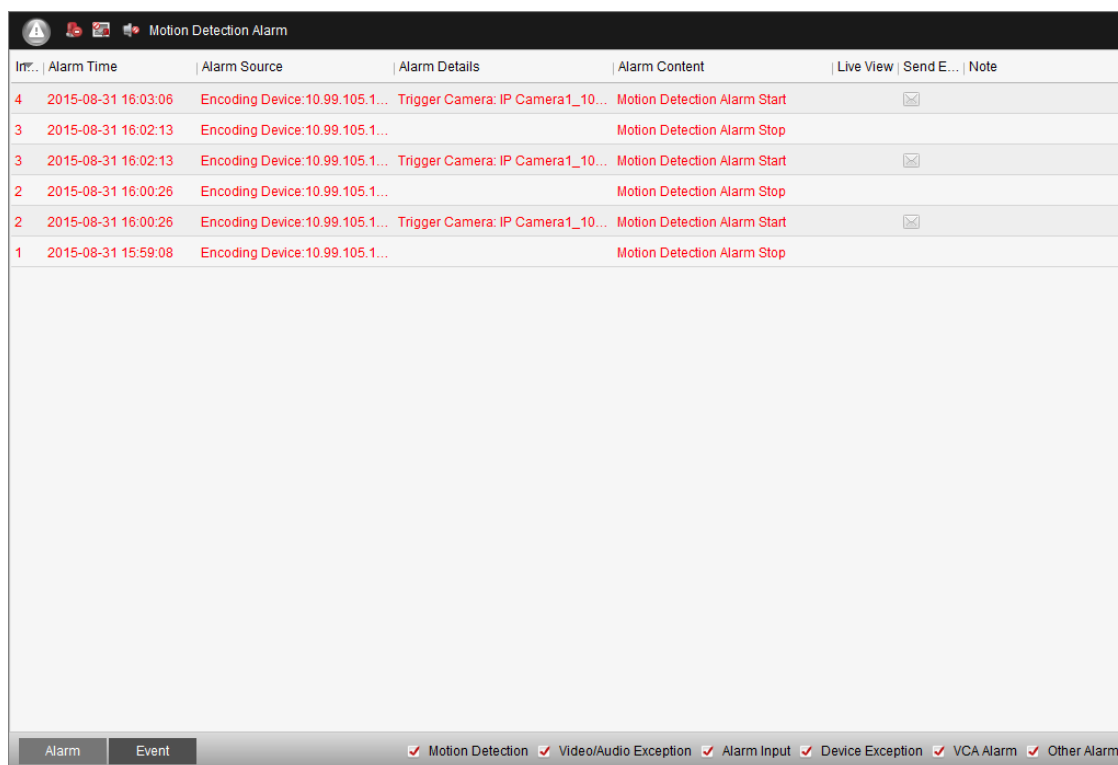 Motion Detection Alarm
In... Alarm Time Alarm Source Alarm Details Alarm Content Live View Send E... Note
4 2015-08-31 16:03:06 Encoding Device:10.99.105.1... Trigger Camera: IP Camera1_10... Motion Detection Alarm Start
3 2015-08-31 16:02:13 Encoding Device:10.99.105.1... Motion Detection Alarm Stop
3 2015-08-31 16:02:13 Encoding Device:10.99.105.1... Trigger Camera: IP Camera1_10... Motion Detection Alarm Start
2 2015-08-31 16:00:26 Encoding Device:10.99.105.1... Motion Detection Alarm Stop
2 2015-08-31 16:00:26 Encoding Device:10.99.105.1... Trigger Camera: IP Camera1_10... Motion Detection Alarm Start
1 2015-08-31 15:59:08 Encoding Device:10.99.105.1... Motion Detection Alarm Stop
Alarm Event Motion Detection Video/Audio Exception Alarm Input Device Exception VCA Alarm Other Alarm